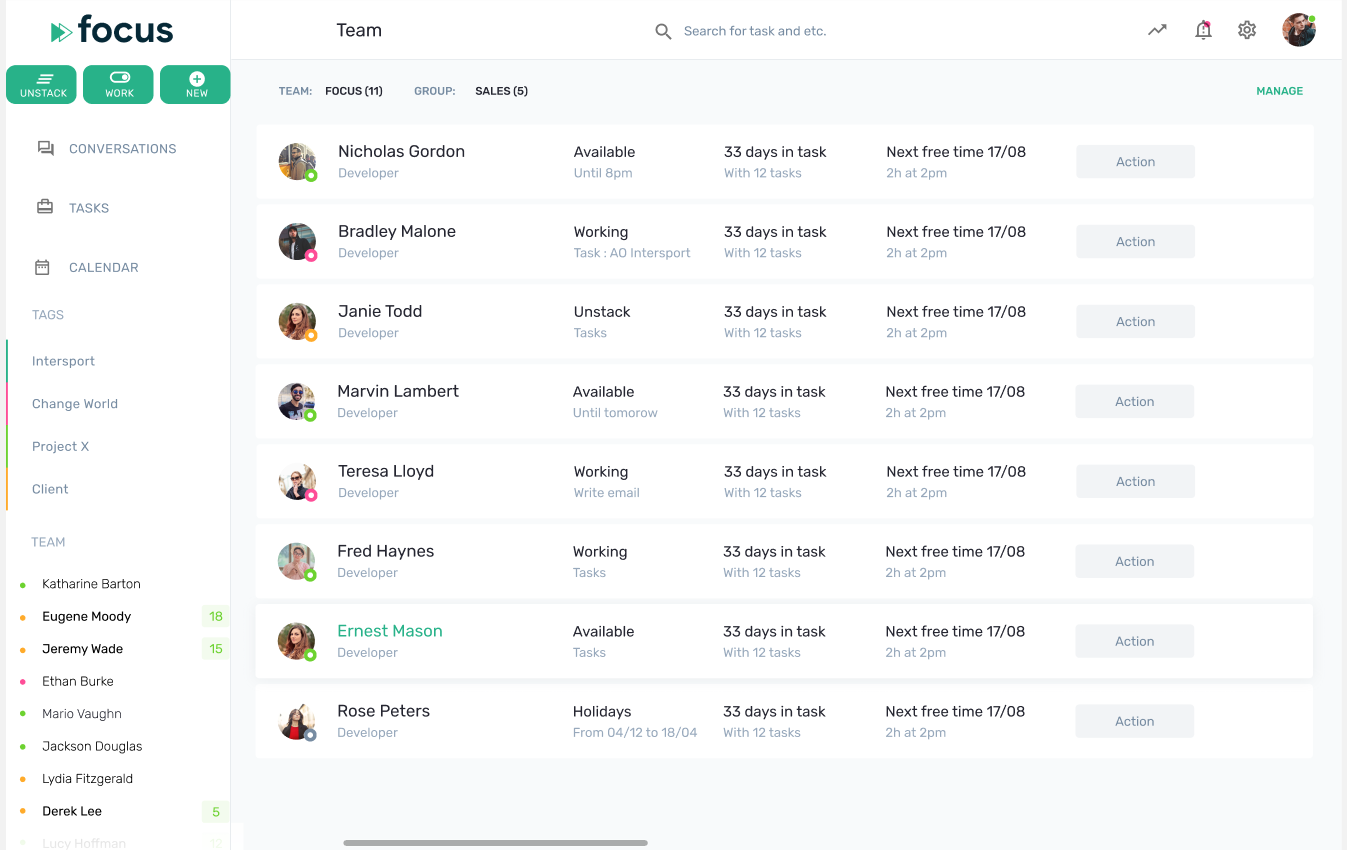 focus
Team
Search for task and etc.
UNSTACK
WORK
NEW
CONVERSATIONS
TASKS
CALENDAR
TAGS
Intersport
Change World
Project X
Client
TEAM
Katharine Barton
Eugene Moody 18
Jeremy Wade 15
Ethan Burke
Mario Vaughn
Jackson Douglas
Lydia Fitzgerald
Derek Lee 5
Lucy Hoffman 12
TEAM: FOCUS (11) GROUP: SALES (5) MANAGE
Nicholas Gordon Available 33 days in task Next free time 17/08 Action
Developer Until 8pm With 12 tasks 2h at 2pm
Bradley Malone Working 33 days in task Next free time 17/08 Action
Developer Task : AO Intersport With 12 tasks 2h at 2pm
Janie Todd Unstack 33 days in task Next free time 17/08 Action
Developer Tasks With 12 tasks 2h at 2pm
Marvin Lambert Available 33 days in task Next free time 17/08 Action
Developer Until tomorow With 12 tasks 2h at 2pm
Teresa Lloyd Working 33 days in task Next free time 17/08 Action
Developer Write email With 12 tasks 2h at 2pm
Fred Haynes Working 33 days in task Next free time 17/08 Action
Developer Tasks With 12 tasks 2h at 2pm
Ernest Mason Available 33 days in task Next free time 17/08 Action
Developer Tasks With 12 tasks 2h at 2pm
Rose Peters Holidays 33 days in task Next free time 17/08 Action
Developer From 04/12 to 18/04 With 12 tasks 2h at 2pm